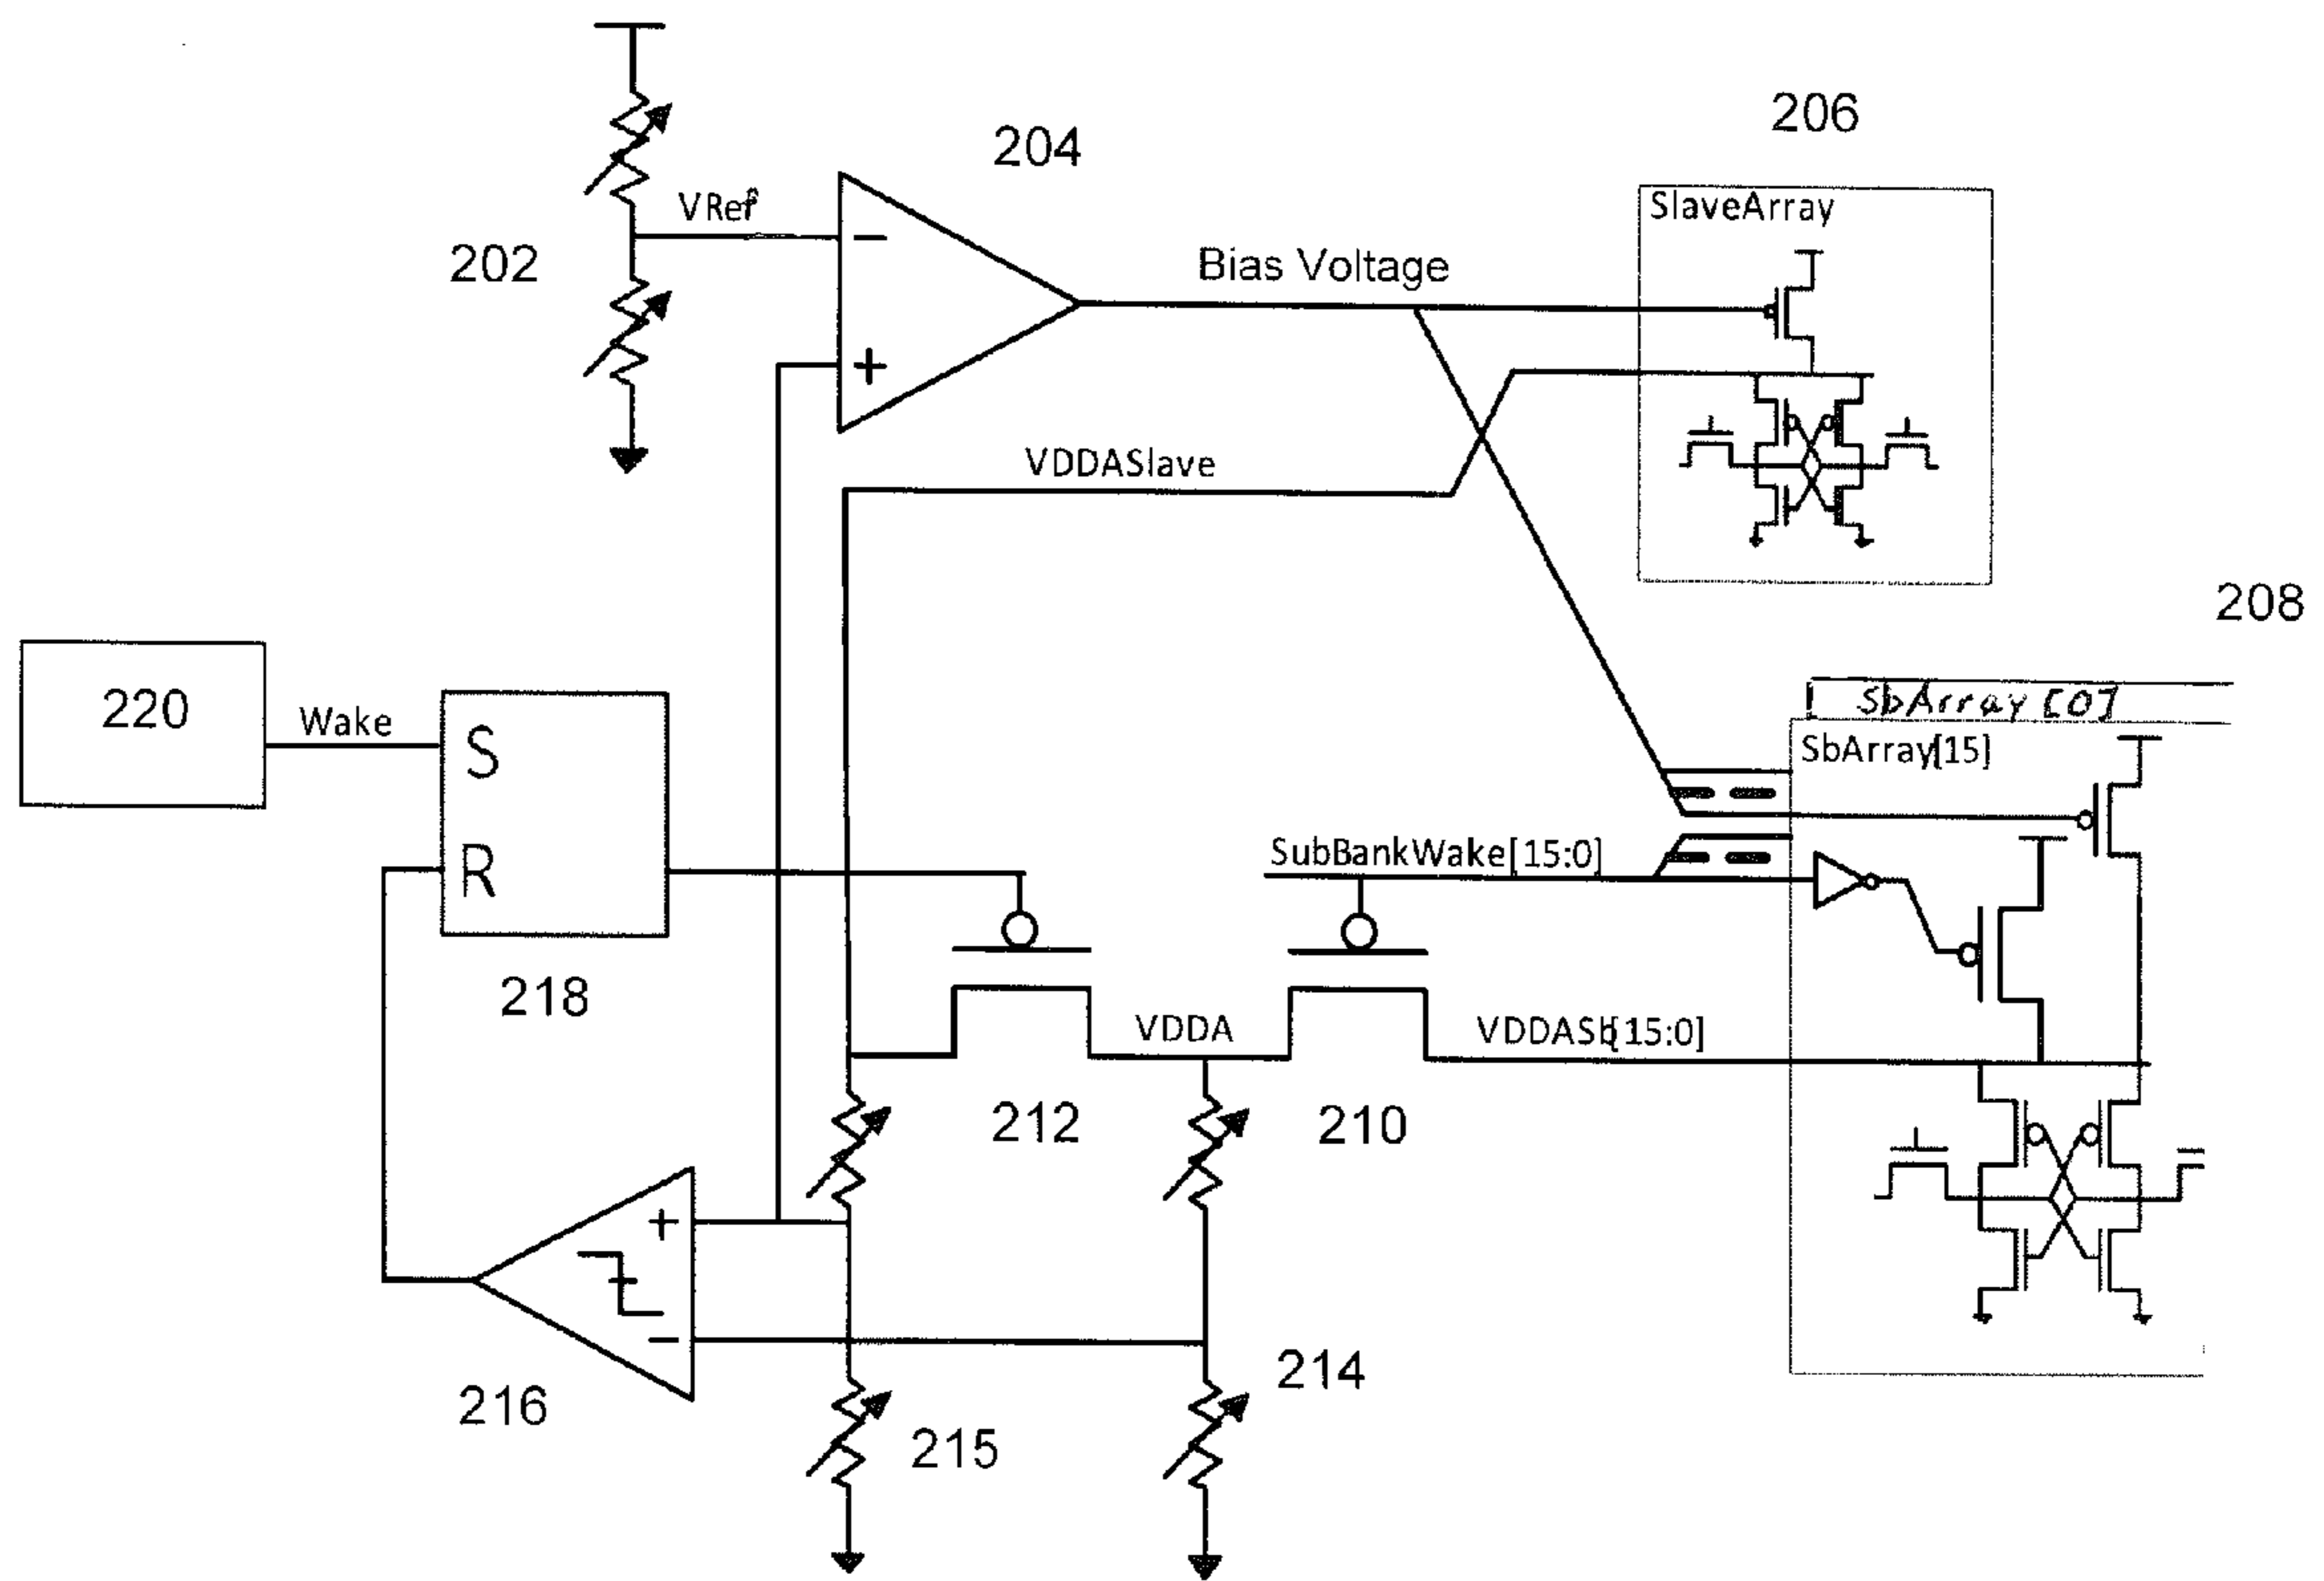 206
204
VRef
SlaveArray
202
Bias Voltage
VDDASlave
208
220
Wake
S
SbArray [0]
SbArray[15]
R
SubBankWake[15:0]
218
VDDA
VDDASb[15:0]
212
210
+
-
216
215
214
-
+